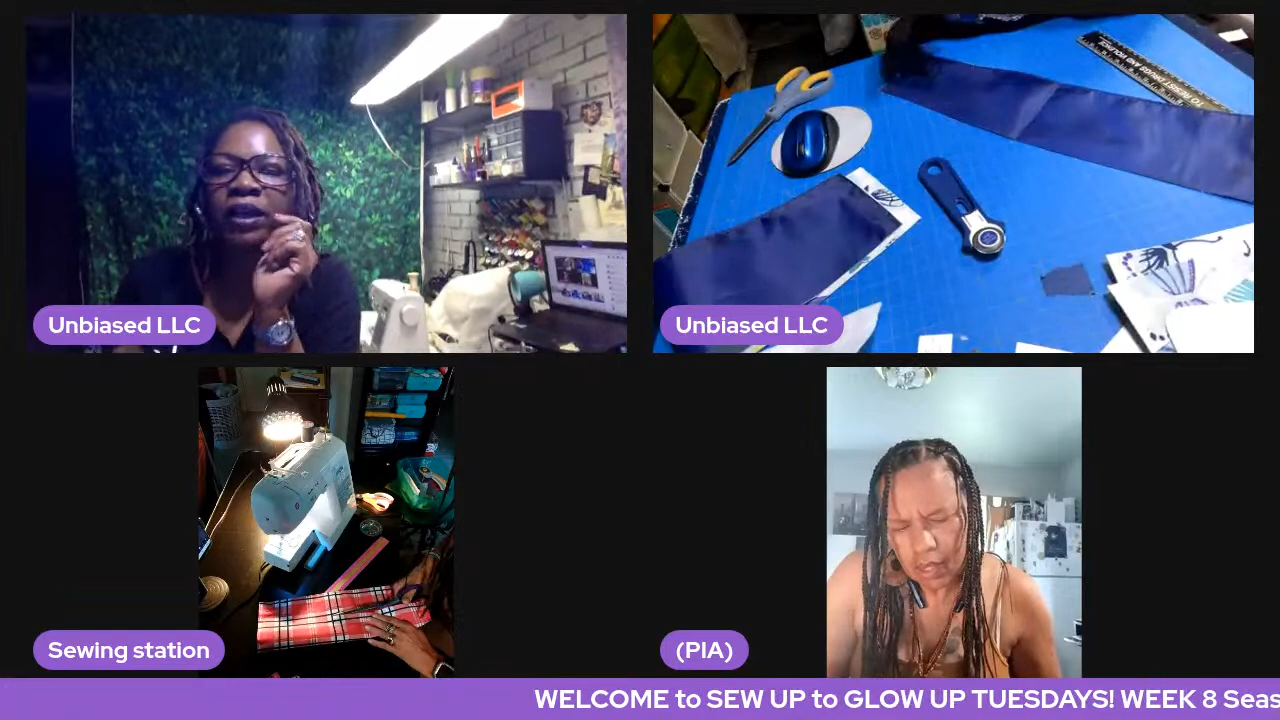 Unbiased LLC
Unbiased LLC
Sewing station
(PIA)
WELCOME to SEW UP to GLOW UP TUESDAYS! WEEK 8 Seas